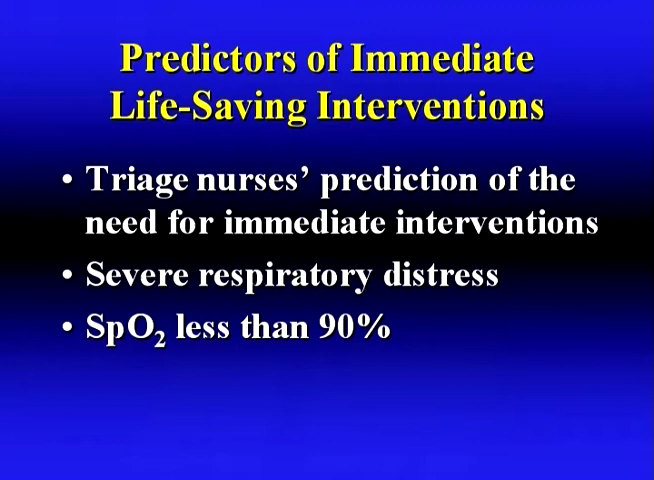 Predictors of Immediate
Life-Saving Interventions
• Triage nurses’ prediction of the
need for immediate interventions
• Severe respiratory distress
• SpO₂ less than 90%